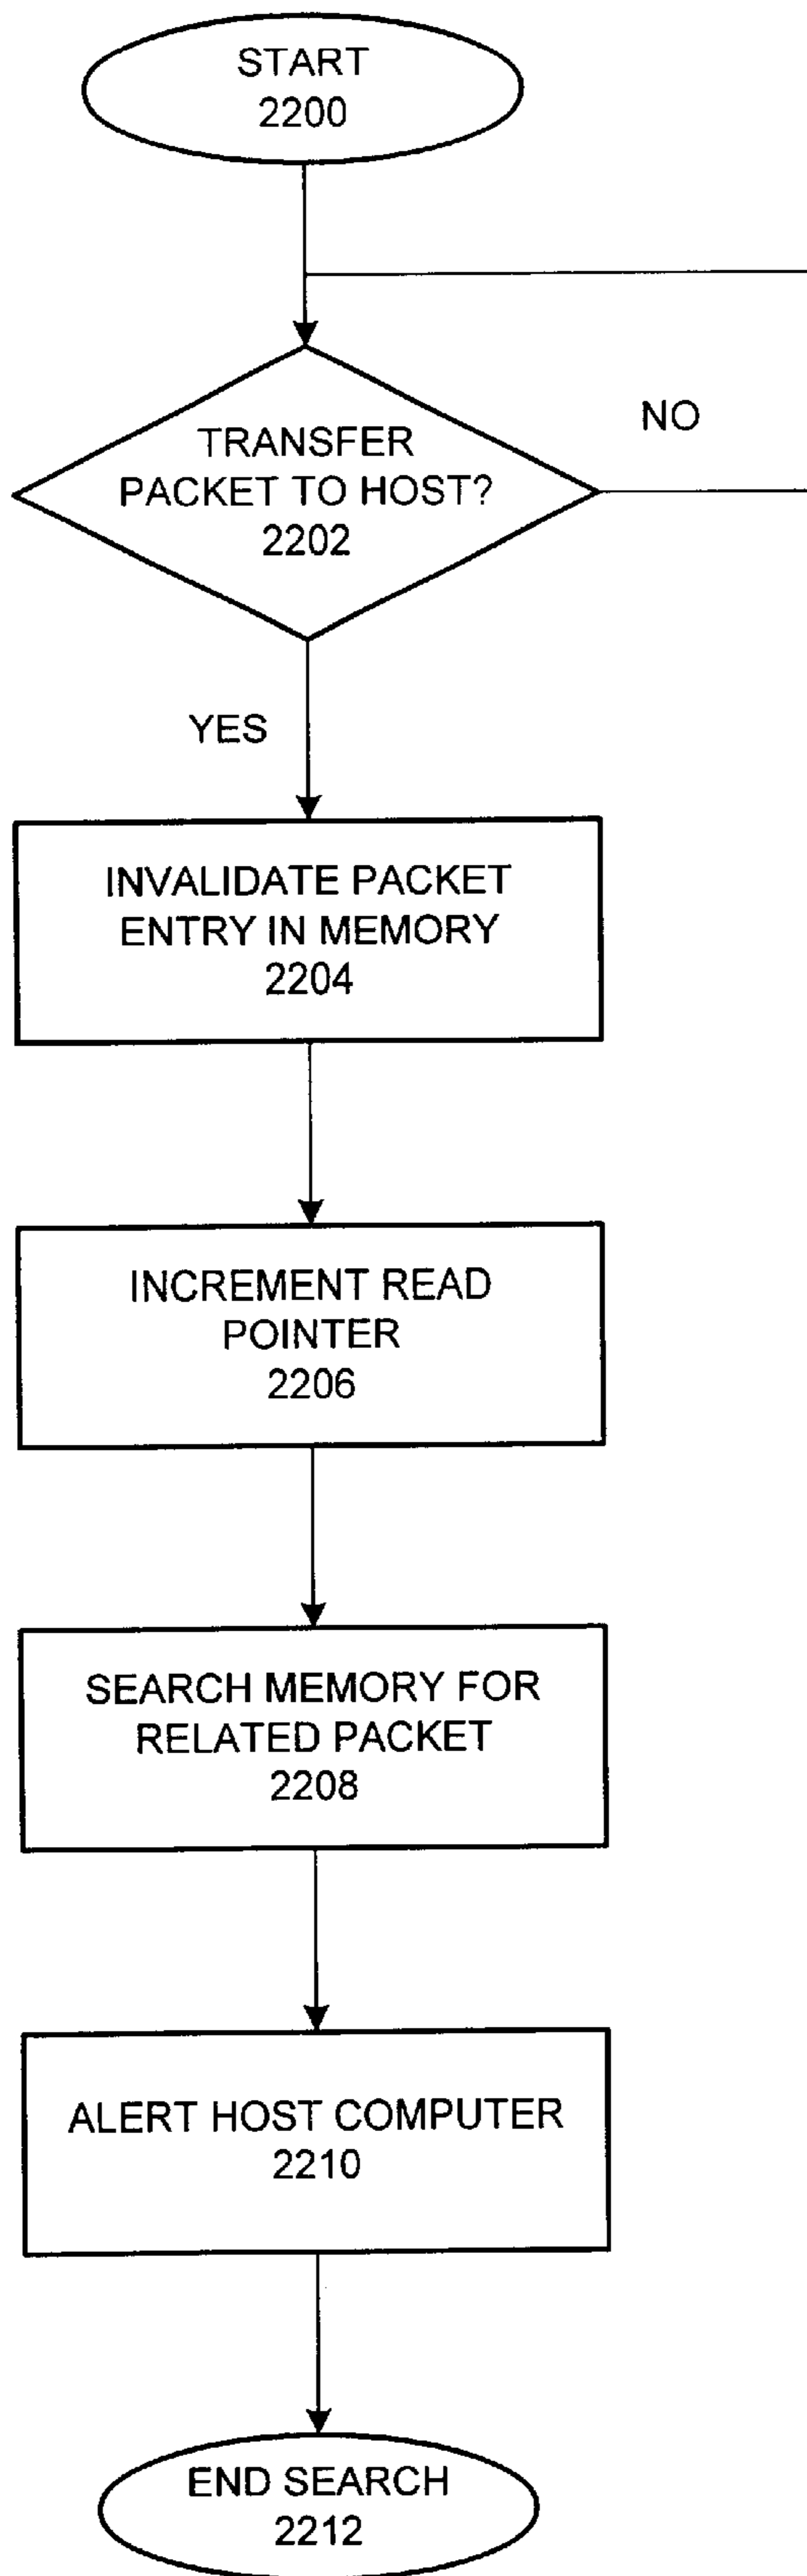 START
2200
TRANSFER
PACKET TO HOST?
2202
NO
YES
INVALIDATE PACKET
ENTRY IN MEMORY
2204
INCREMENT READ
POINTER
2206
SEARCH MEMORY FOR
RELATED PACKET
2208
ALERT HOST COMPUTER
2210
END SEARCH
2212